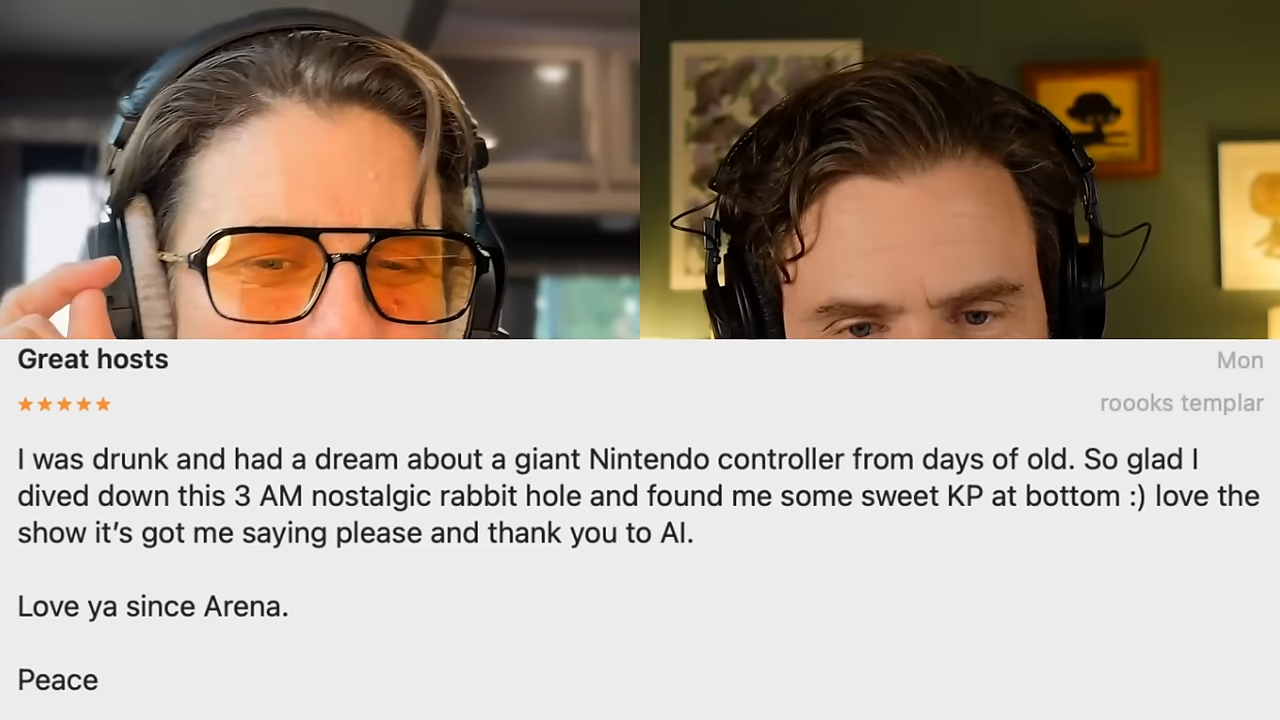 Great hosts
Mon
★★★★★
roooks templar
I was drunk and had a dream about a giant Nintendo controller from days of old. So glad I
dived down this 3 AM nostalgic rabbit hole and found me some sweet KP at bottom :) love the
show it’s got me saying please and thank you to AI.
Love ya since Arena.
Peace